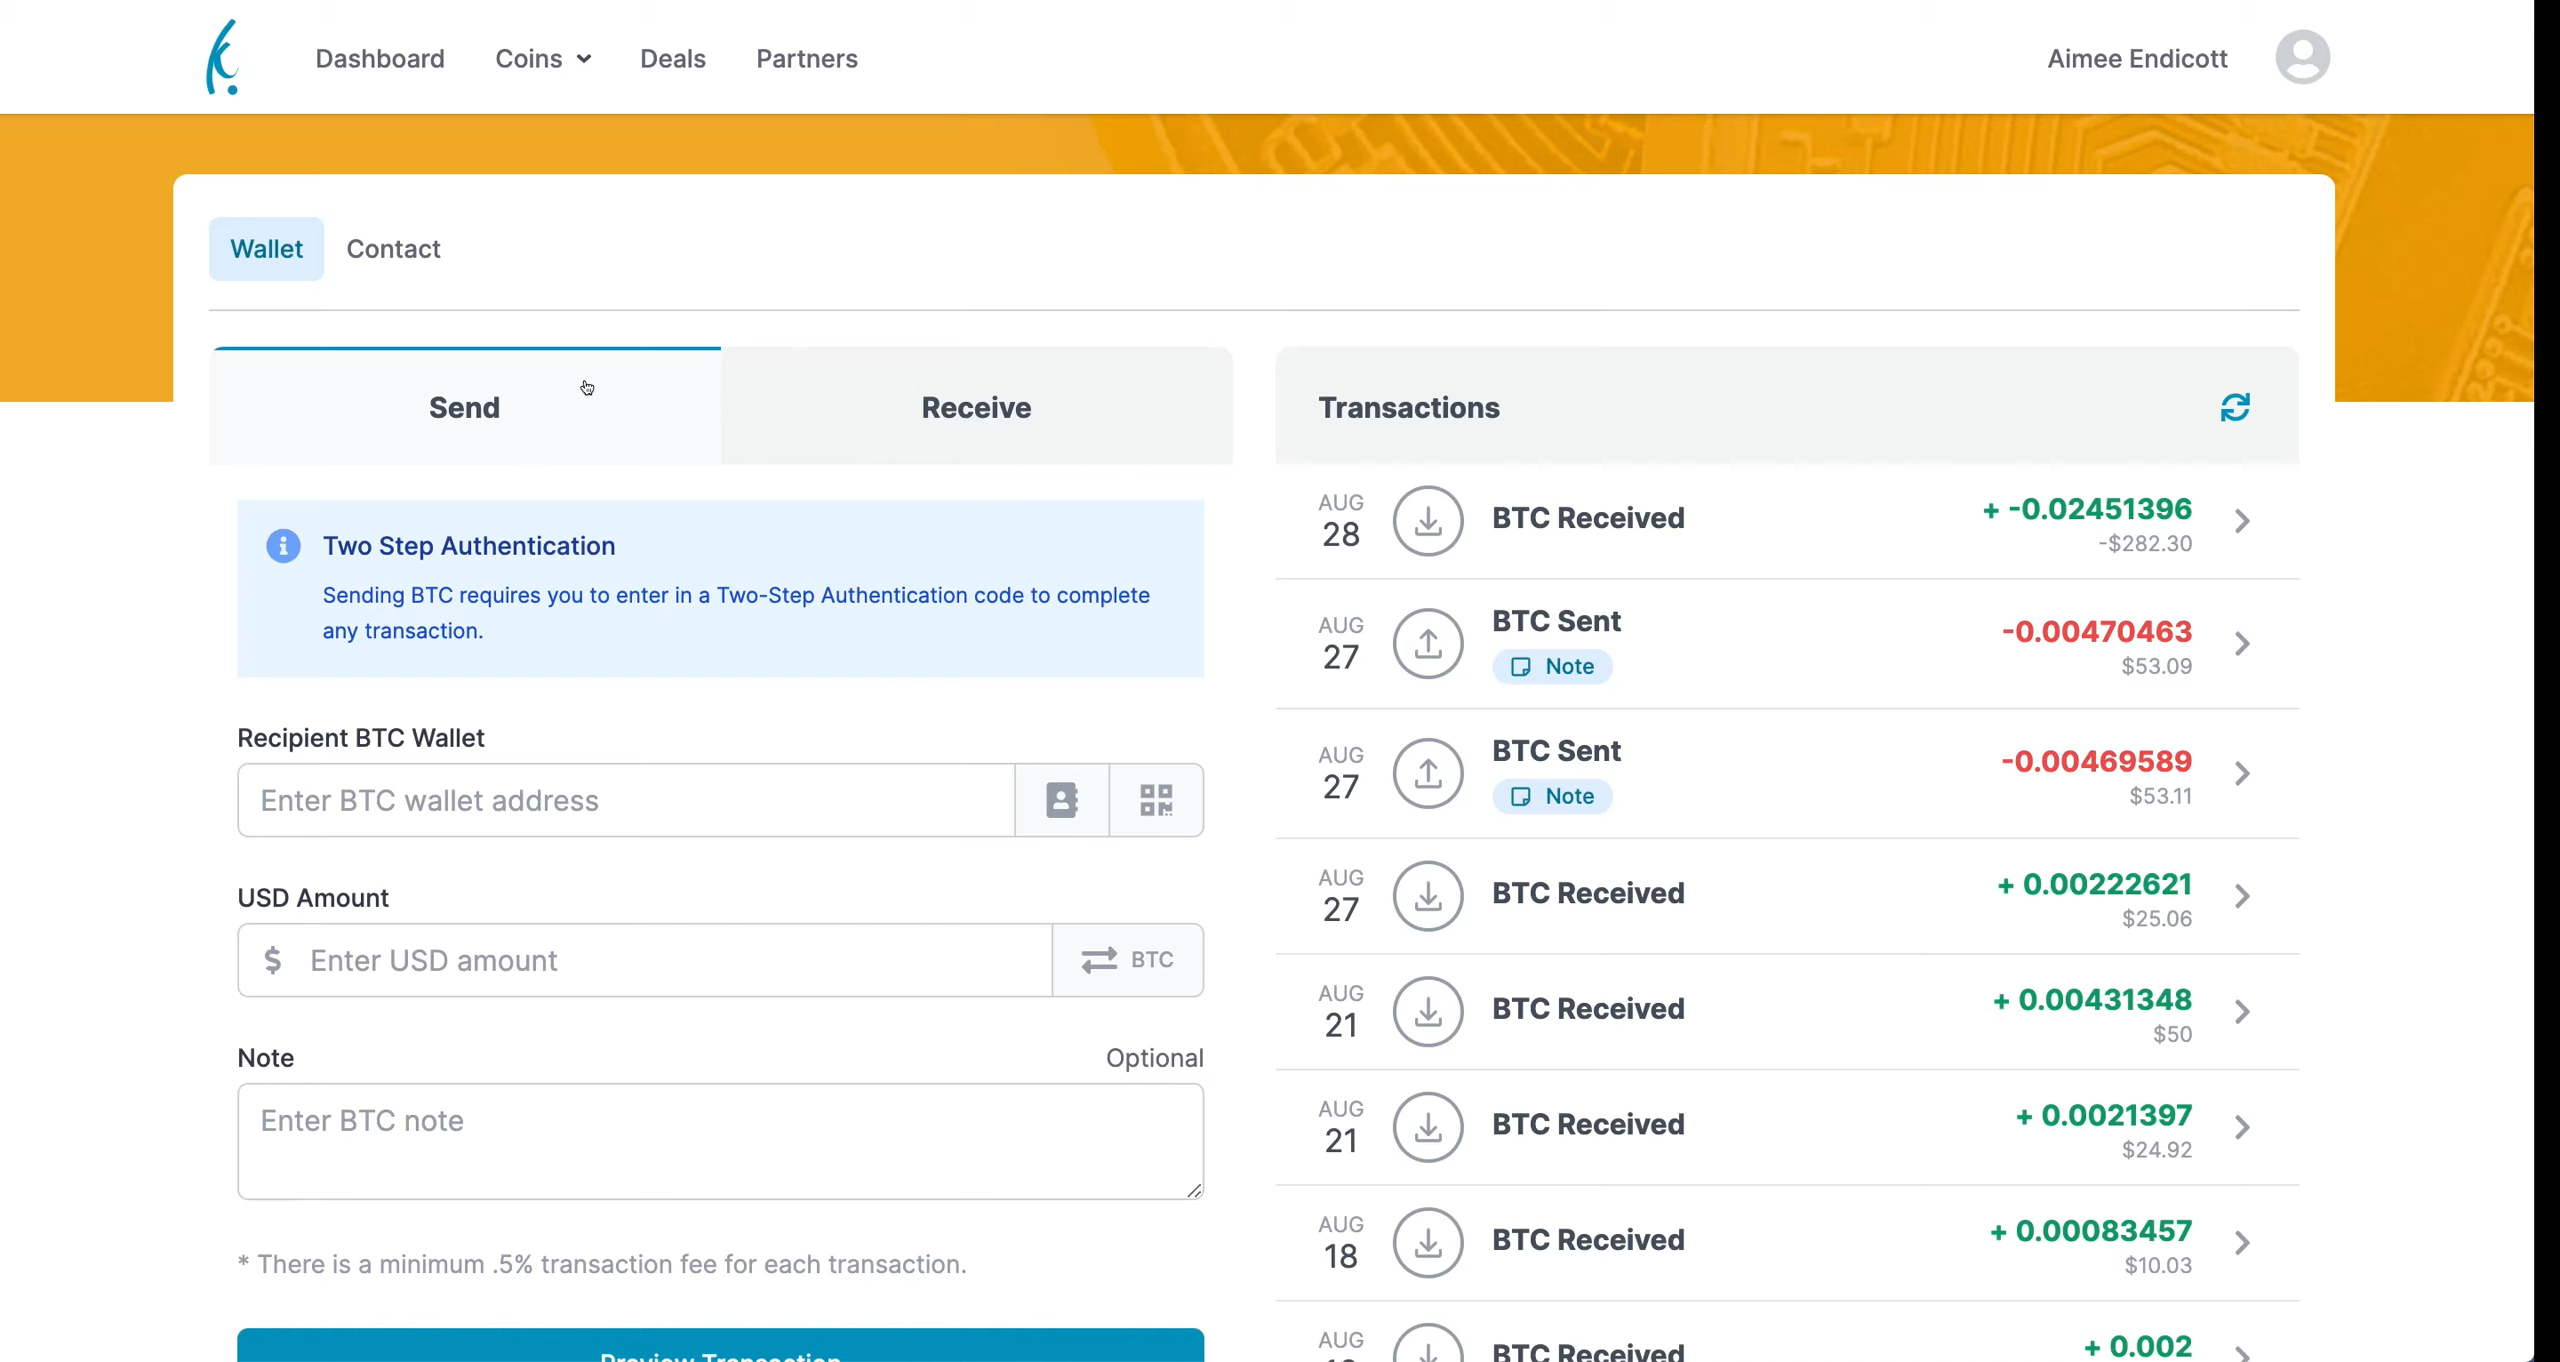 Dashboard
Coins
Deals
Partners
Aimee Endicott
Wallet
Contact
Send
Receive
Two Step Authentication
Sending BTC requires you to enter in a Two-Step Authentication code to complete
any transaction.
Recipient BTC Wallet
Enter BTC wallet address
USD Amount
$ Enter USD amount
BTC
Note
Optional
Enter BTC note
* There is a minimum .5% transaction fee for each transaction.
Preview Transaction
Transactions
AUG
28
BTC Received
+ -0.02451396
-$282.30
AUG
27
BTC Sent
Note
-0.00470463
$53.09
AUG
27
BTC Sent
Note
-0.00469589
$53.11
AUG
27
BTC Received
+ 0.00222621
$25.06
AUG
21
BTC Received
+ 0.00431348
$50
AUG
21
BTC Received
+ 0.0021397
$24.92
AUG
18
BTC Received
+ 0.00083457
$10.03
AUG
BTC Received
+ 0.002